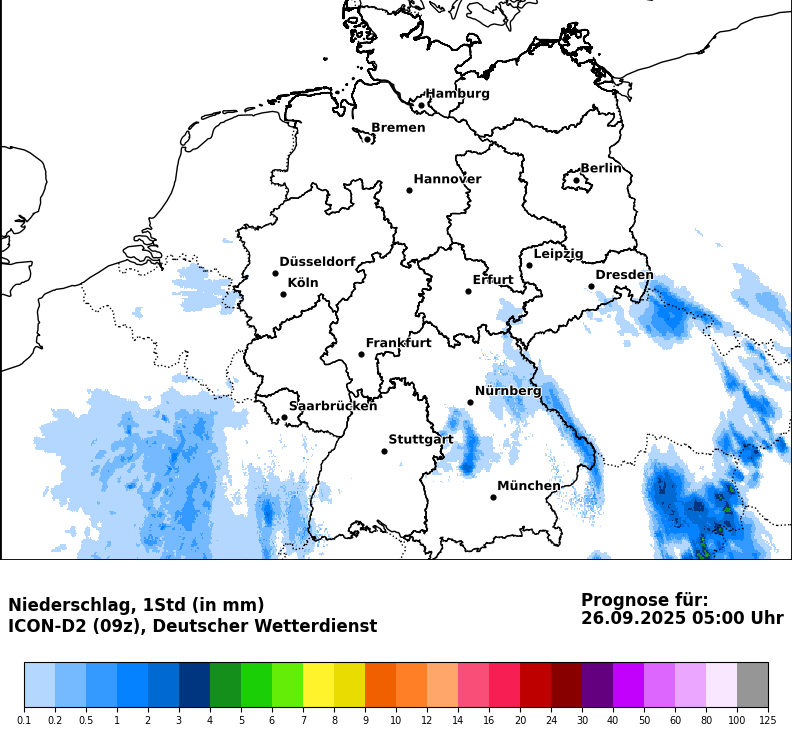 Hamburg
Bremen
Berlin
Hannover
Leipzig
Düsseldorf
Dresden
Köln
Erfurt
Frankfurt
Nürnberg
Saarbrücken
Stuttgart
München
Niederschlag, 1Std (in mm)
ICON-D2 (09z), Deutscher Wetterdienst
Prognose für:
26.09.2025 05:00 Uhr
0.1 0.2 0.5 1 2 3 4 5 6 7 8 9 10 12 14 16 20 24 30 40 50 60 80 100 125